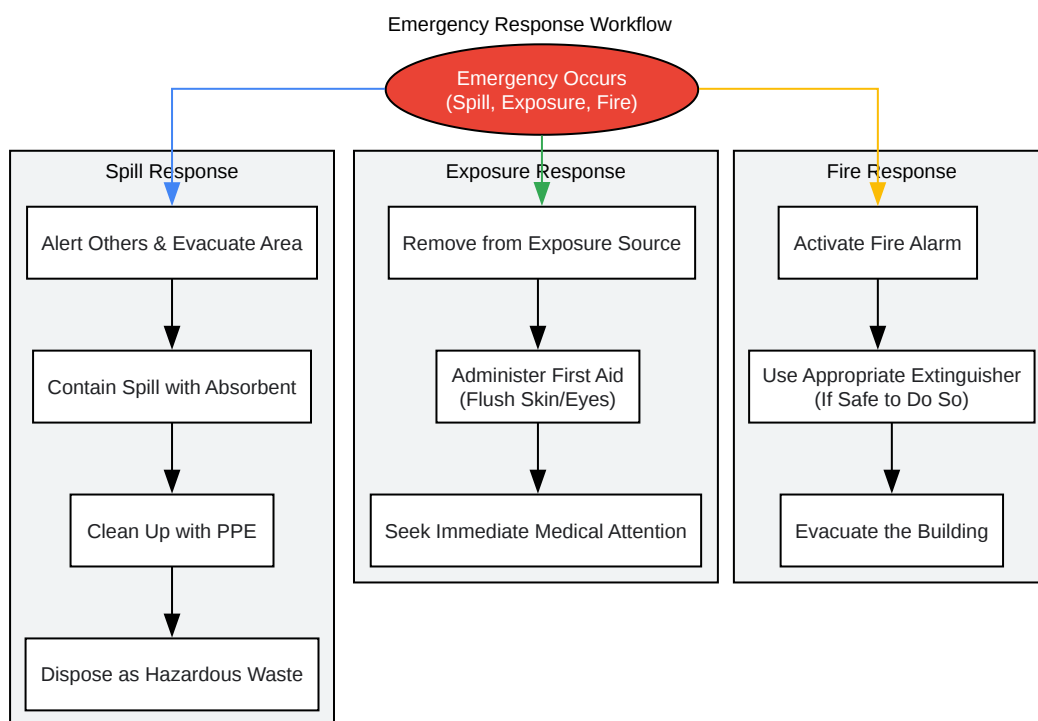 Emergency Response Workflow
Emergency Occurs
(Spill, Exposure, Fire)
Spill Response
Alert Others & Evacuate Area
Contain Spill with Absorbent
Clean Up with PPE
Dispose as Hazardous Waste
Exposure Response
Remove from Exposure Source
Administer First Aid
(Flush Skin/Eyes)
Seek Immediate Medical Attention
Fire Response
Activate Fire Alarm
Use Appropriate Extinguisher
(If Safe to Do So)
Evacuate the Building